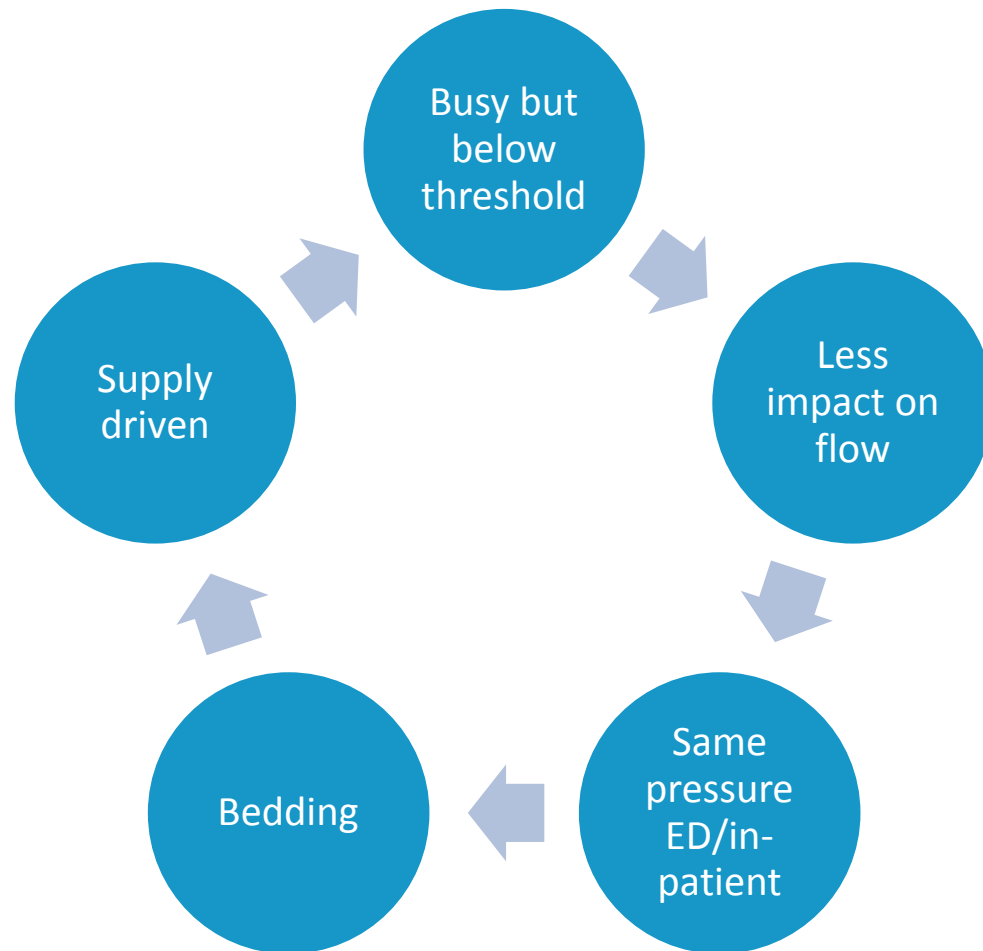 Busy but
below
threshold
Less
impact on
flow
Same
pressure
ED/in-
patient
Bedding
Supply
driven